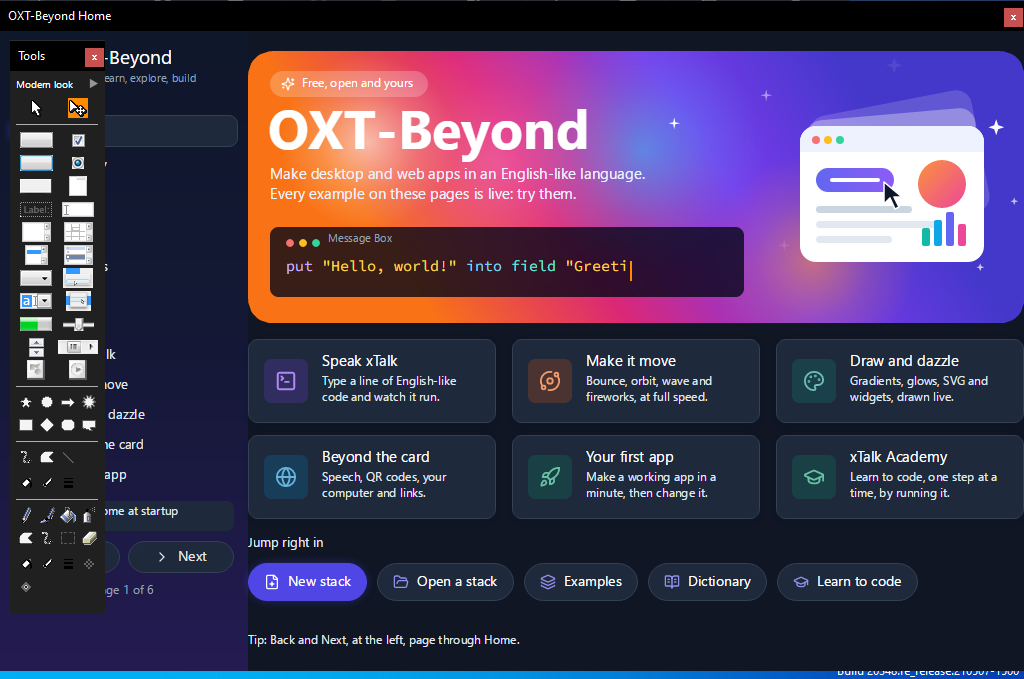 OXT-Beyond Home
Tools
Modern look
Label:
-Beyond
earn, explore, build
lk
ove
dazzle
e card
app
ome at startup
Next
ge 1 of 6
Free, open and yours
OXT-Beyond
Make desktop and web apps in an English-like language.
Every example on these pages is live: try them.
Message Box
put "Hello, world!" into field "Greeti
Speak xTalk
Type a line of English-like
code and watch it run.
Make it move
Bounce, orbit, wave and
fireworks, at full speed.
Draw and dazzle
Gradients, glows, SVG and
widgets, drawn live.
Beyond the card
Speech, QR codes, your
computer and links.
Your first app
Make a working app in a
minute, then change it.
xTalk Academy
Learn to code, one step at a
time, by running it.
Jump right in
New stack
Open a stack
Examples
Dictionary
Learn to code
Tip: Back and Next, at the left, page through Home.